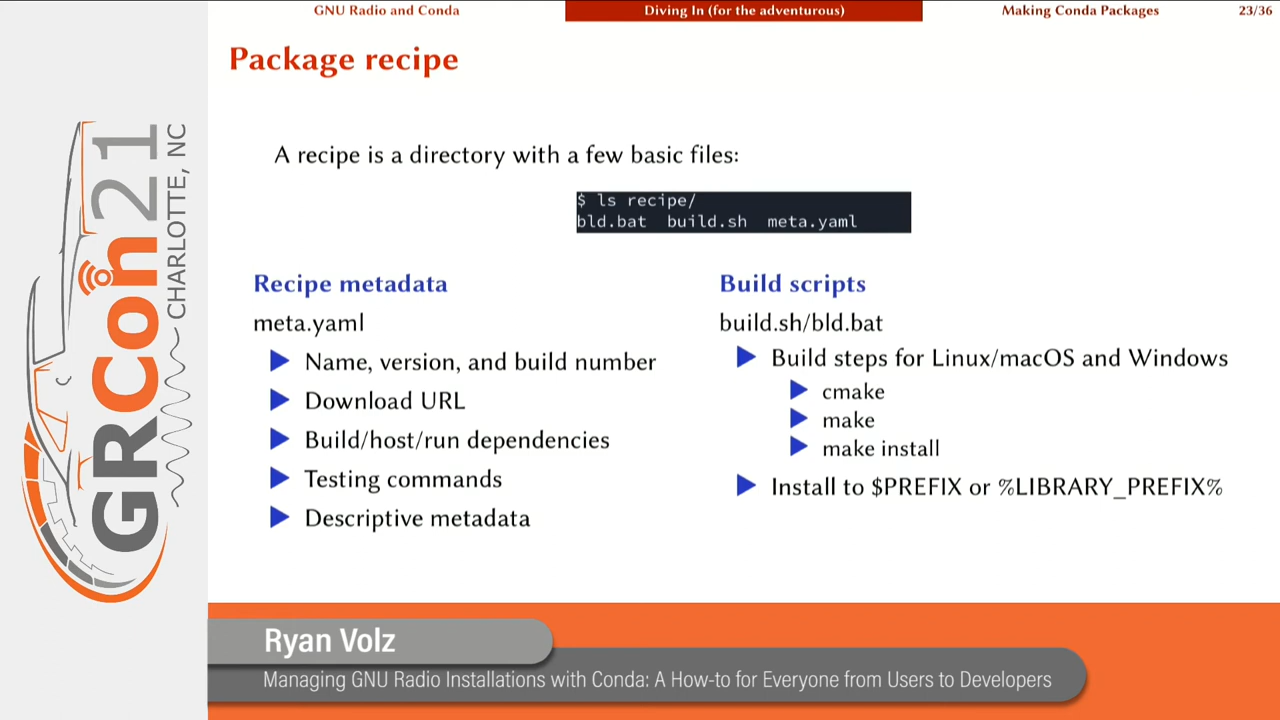 GNU Radio and Conda
Diving In (for the adventurous)
Making Conda Packages
23/36
Package recipe
A recipe is a directory with a few basic files:
$ ls recipe/
bld.bat build.sh meta.yaml
Recipe metadata
meta.yaml
Name, version, and build number
Download URL
Build/host/run dependencies
Testing commands
Descriptive metadata
Build scripts
build.sh/bld.bat
Build steps for Linux/macOS and Windows
cmake
make
make install
Install to $PREFIX or %LIBRARY_PREFIX%
GRCon21
CHARLOTTE, NC
Ryan Volz
Managing GNU Radio Installations with Conda: A How-to for Everyone from Users to Developers